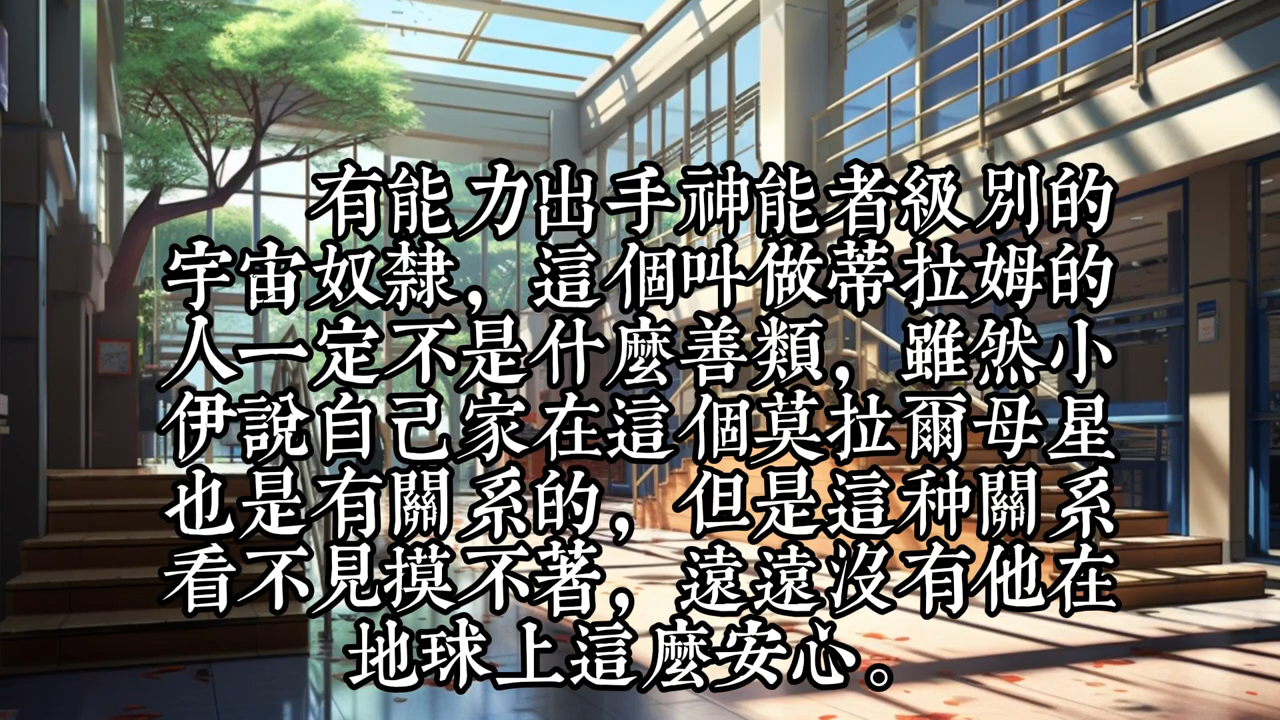 有能力出手神能者級別的
宇宙奴隸，這個叫做蒂拉姆的
人一定不是什麼善類，雖然小
伊說自己家在這個莫拉爾母星
也是有關系的，但是這种關系
看不見摸不著，遠遠沒有他在
地球上這麼安心。